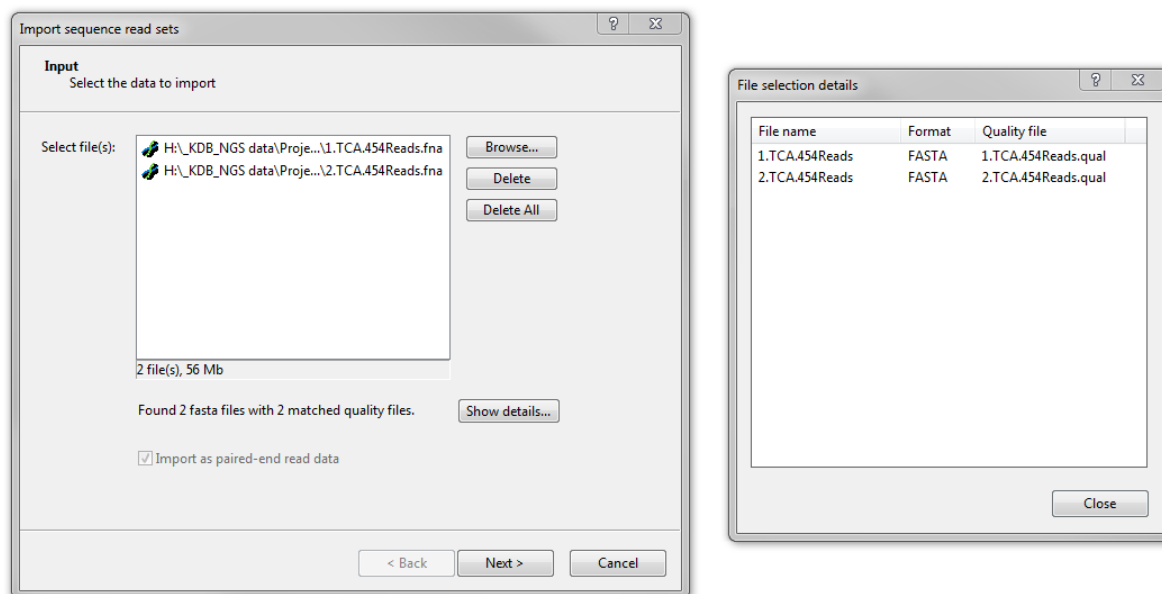 Import sequence read sets
Input
Select the data to import
Select file(s):
H:\_KDB_NGS data\Proje...\1.TCA.454Reads.fna
H:\_KDB_NGS data\Proje...\2.TCA.454Reads.fna
Browse...
Delete
Delete All
2 file(s), 56 Mb
Found 2 fasta files with 2 matched quality files.
Show details...
Import as paired-end read data
< Back
Next >
Cancel
File selection details
File name Format Quality file
1.TCA.454Reads FASTA 1.TCA.454Reads.qual
2.TCA.454Reads FASTA 2.TCA.454Reads.qual
Close